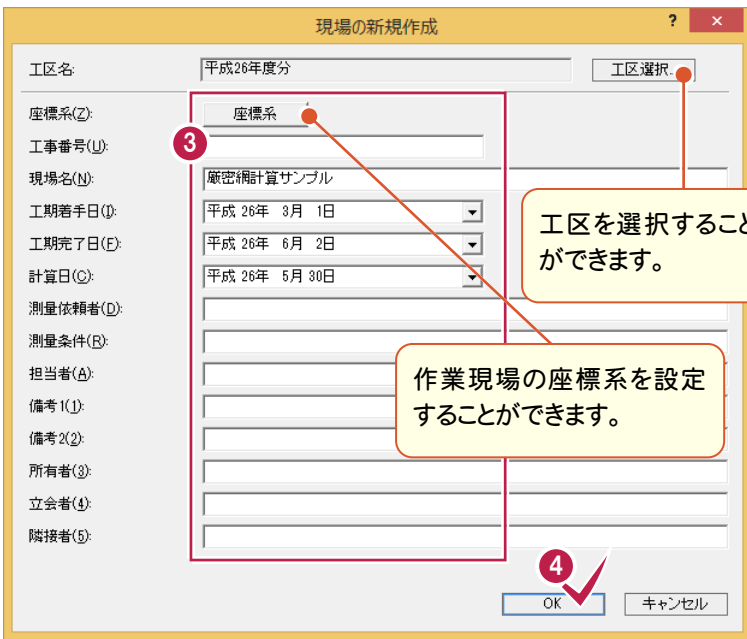 現場の新規作成
?
×
工区名:
平成26年度分
工区選択...
座標系(Z):
座標系
3
工事番号(U):
現場名(N):
厳密網計算サンプル
工期着手日(I):
平成 26年 3月 1日
工期完了日(F):
平成 26年 6月 2日
計算日(C):
平成 26年 5月 30日
工区を選択すること
ができます。
測量依頼者(D):
測量条件(R):
担当者(A):
作業現場の座標系を設定
することができます。
備考1(1):
備考2(2):
所有者(3):
立会者(4):
隣接者(5):
4
OK
キャンセル